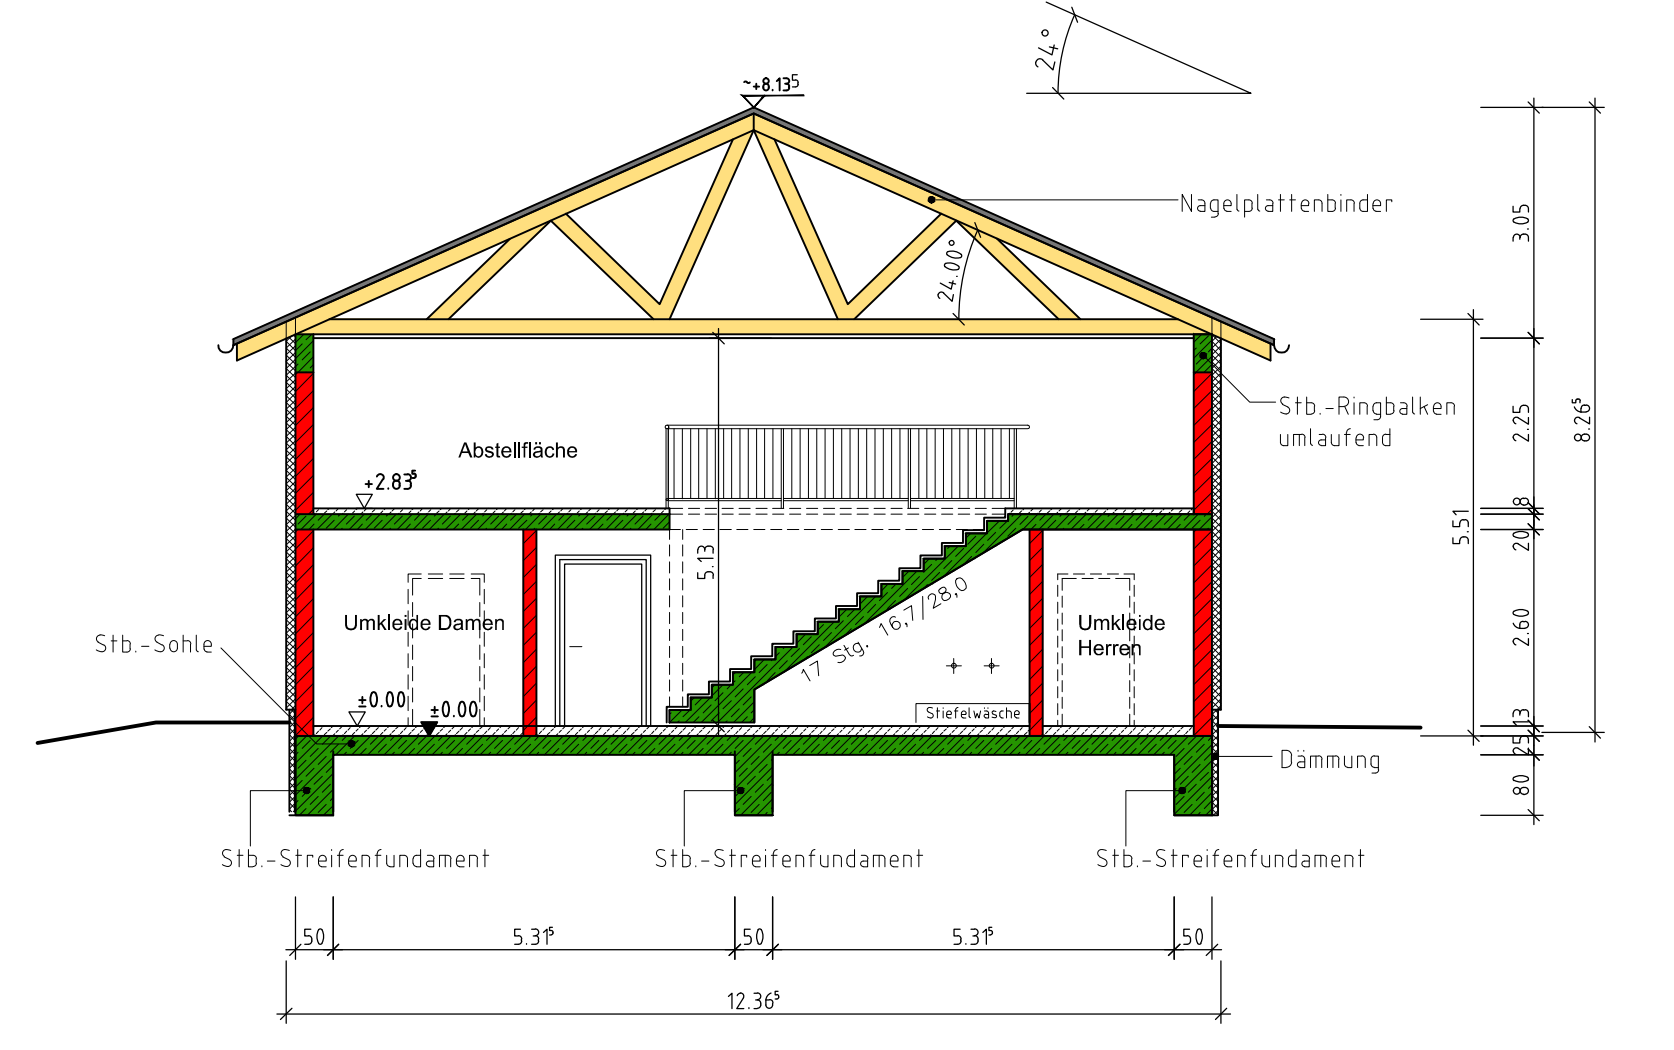 24°
~+8.13⁵
Nagelplattenbinder
24.00°
3.05
Stb.-Ringbalken
umlaufend
2.25
8.26⁵
Abstellfläche
+2.83⁵
8
5.51
20
5.13
17 Stg. 16,7/28,0
Umkleide Damen
Umkleide
Herren
2.60
Stb.-Sohle
±0.00
±0.00
Stiefelwäsche
13
25
Dämmung
80
Stb.-Streifenfundament
Stb.-Streifenfundament
Stb.-Streifenfundament
50
5.31⁵
50
5.31⁵
50
12.36⁵